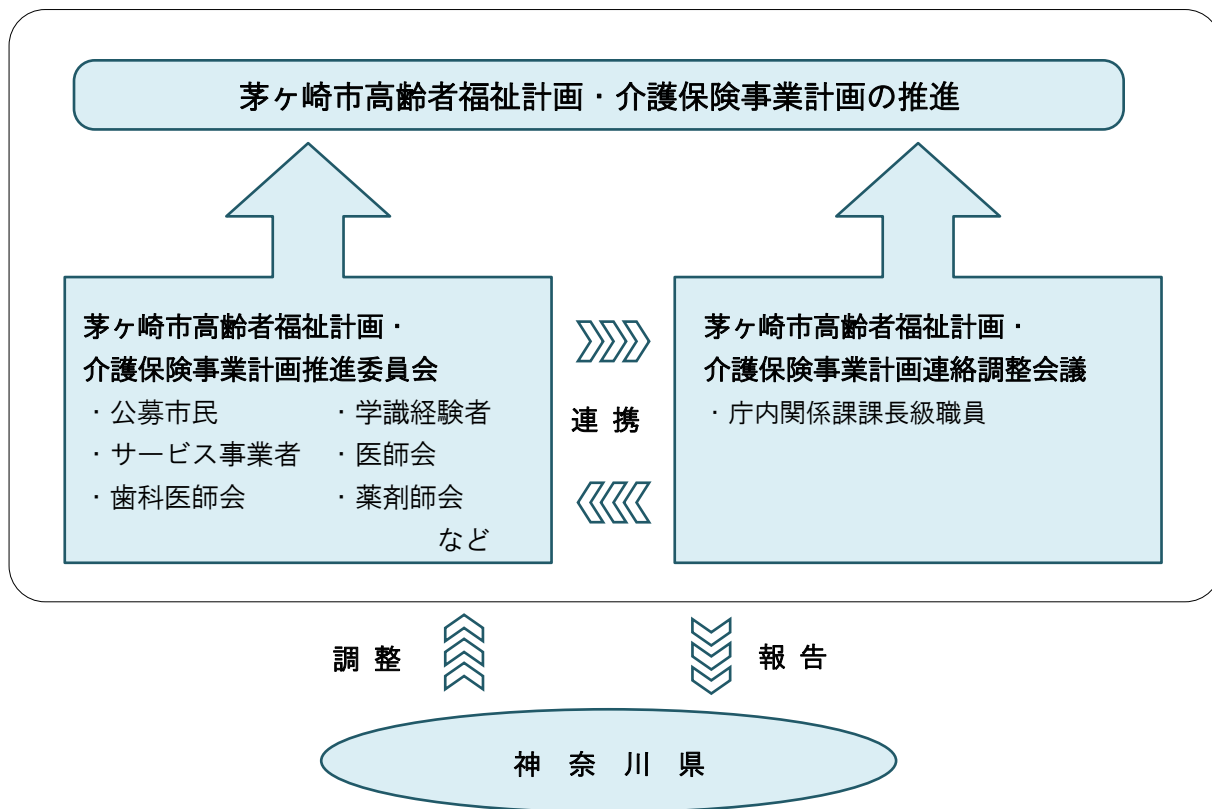 茅ヶ崎市高齢者福祉計画・介護保険事業計画の推進
茅ヶ崎市高齢者福祉計画・
介護保険事業計画推進委員会
・公募市民 ・学識経験者
・サービス事業者 ・医師会
・歯科医師会 ・薬剤師会
など
連携
茅ヶ崎市高齢者福祉計画・
介護保険事業計画連絡調整会議
・庁内関係課課長級職員
調整
報告
神奈川県